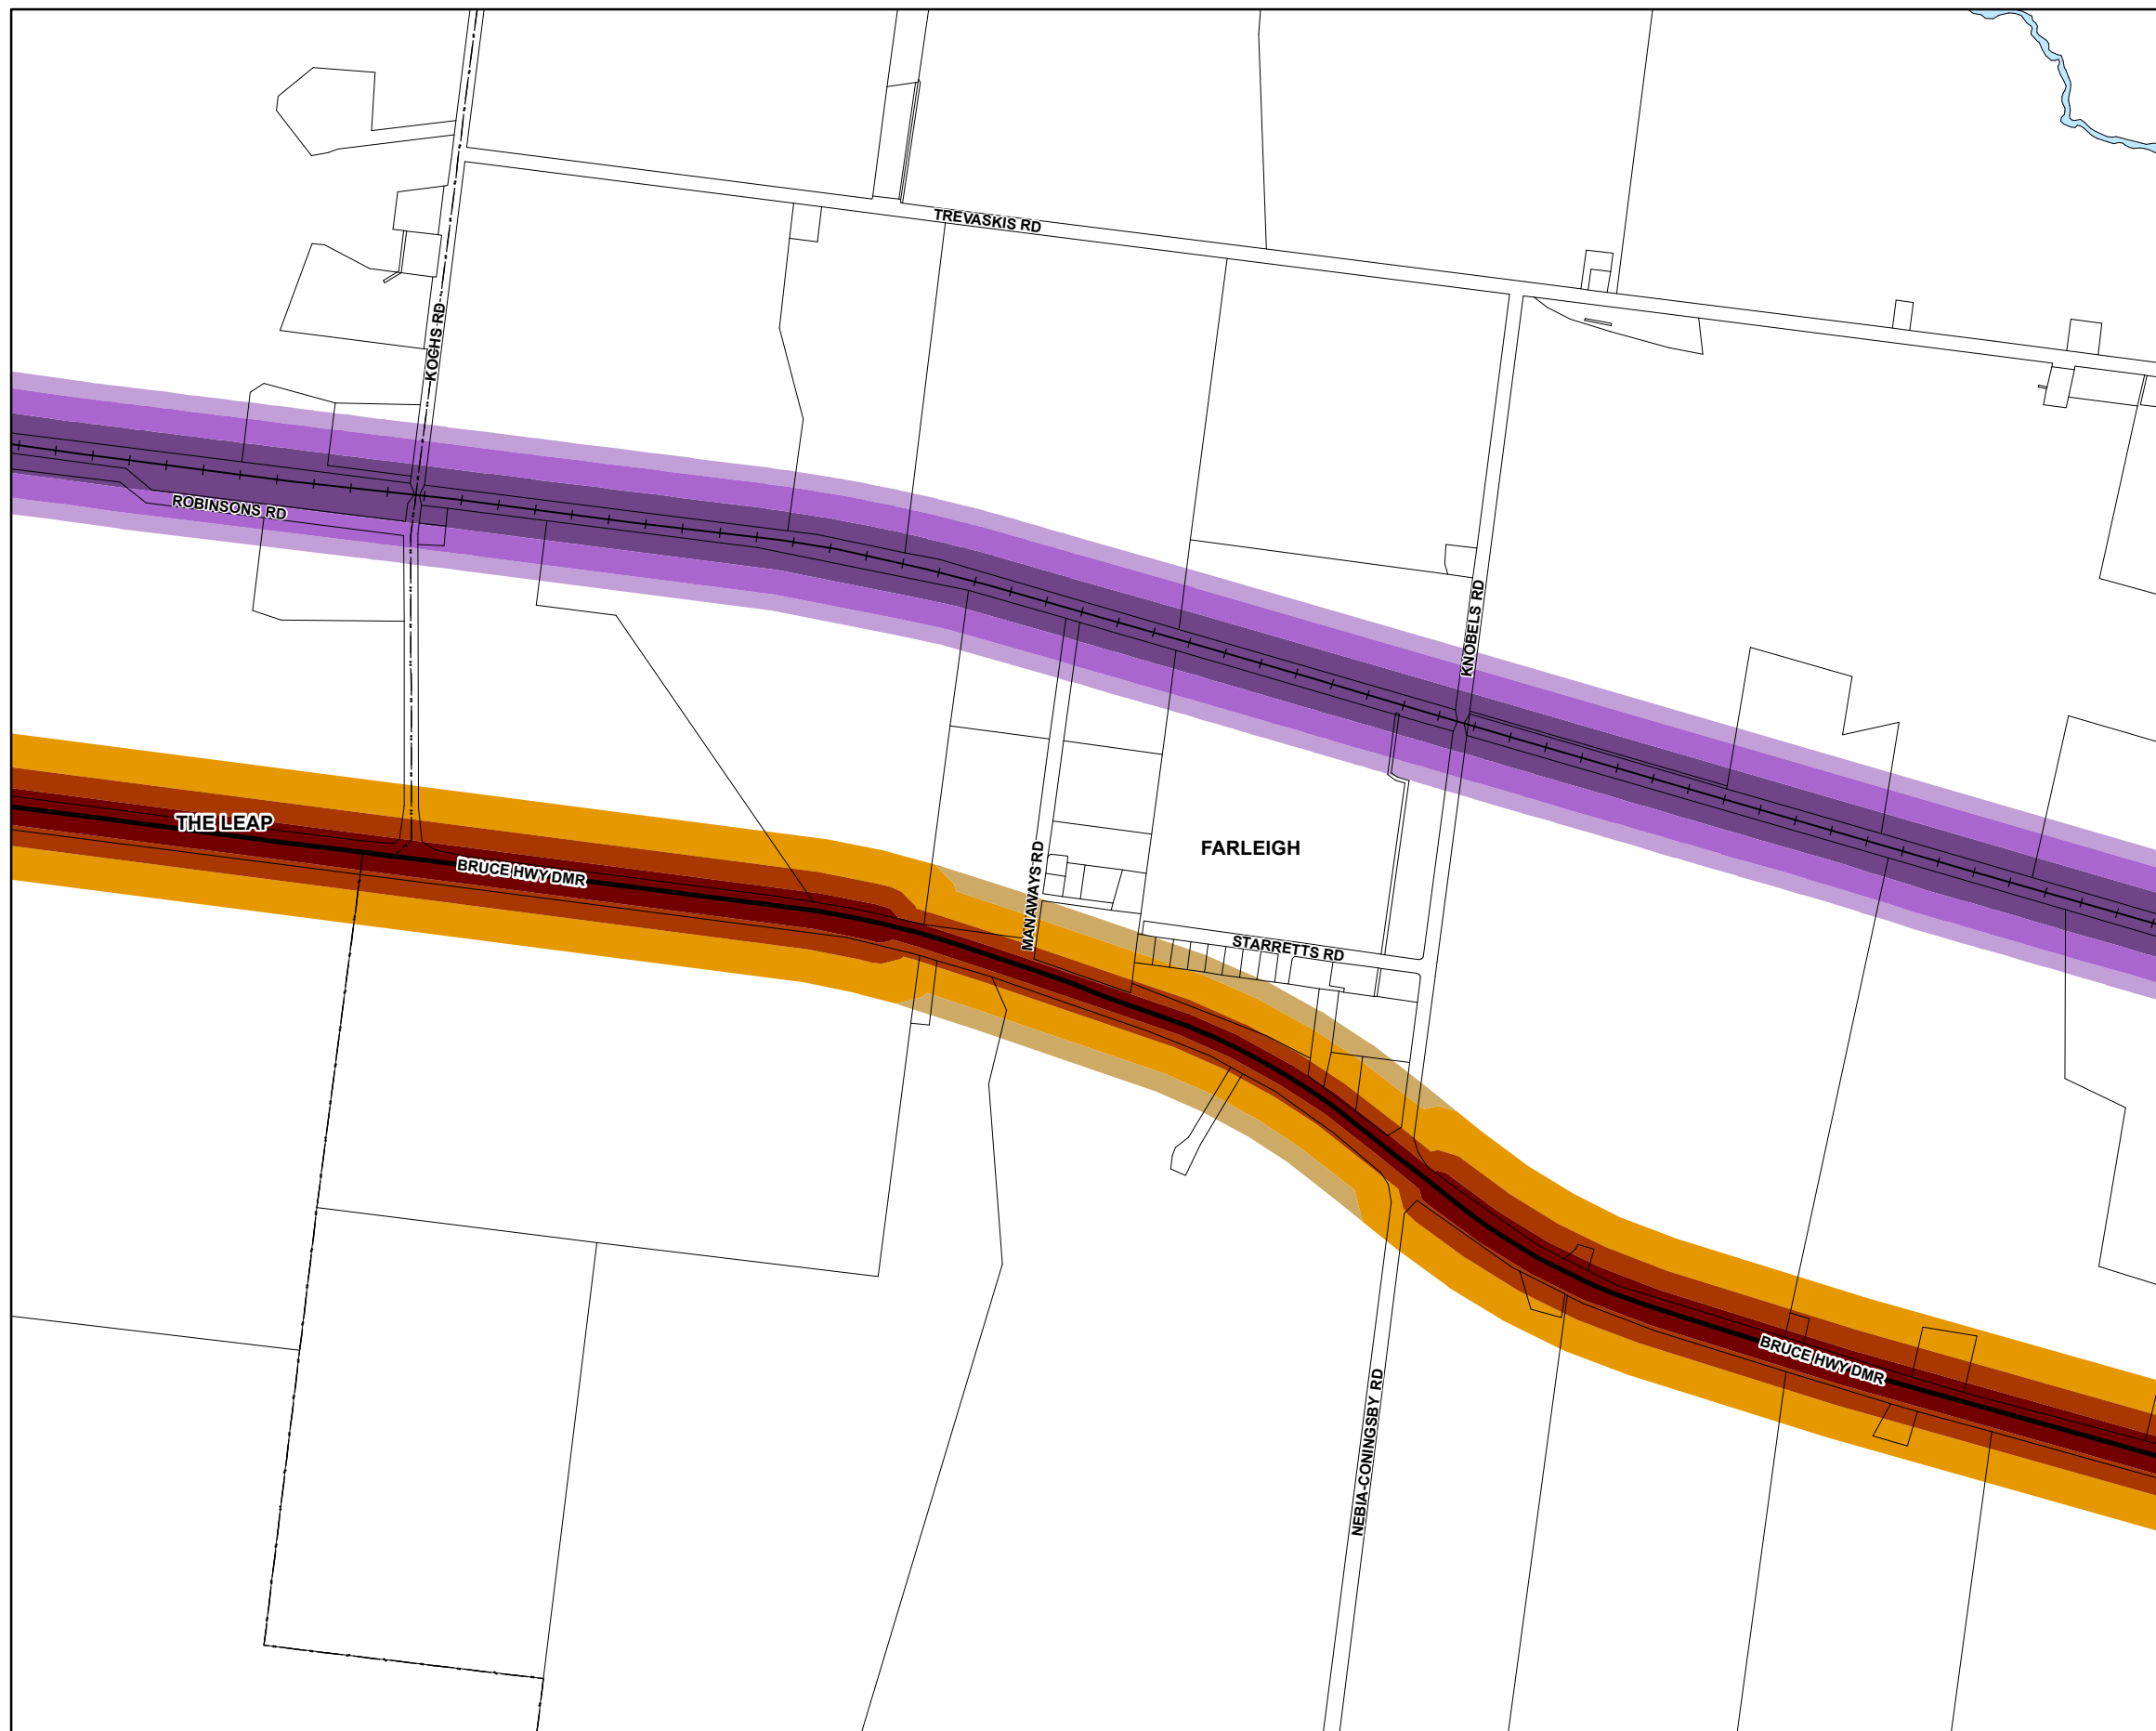 TREVASKIS RD
KOGHS RD
ROBINSONS RD
KNOBELS RD
THE LEAP
BRUCE HWY DMR
MANAWAYS RD
FARLEIGH
STARRETTS RD
BRUCE HWY DMR
NEBIA-CONINGSBY RD